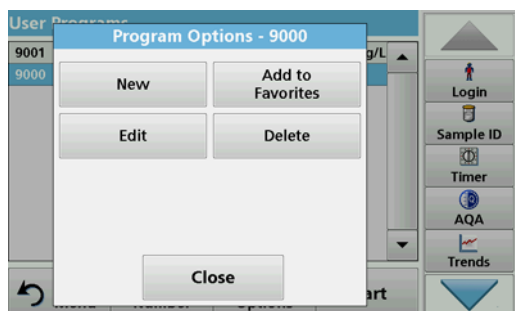 User Programs
Program Options - 9000
9001
g/L
9000
New
Add to
Favorites
Edit
Delete
Close
art
Login
Sample ID
Timer
AQA
Trends